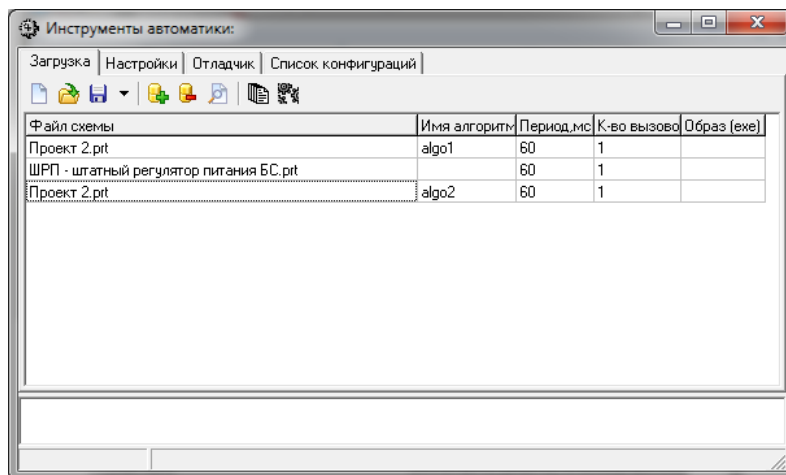 Инструменты автоматики:
Загрузка Настройки Отладчик Список конфигураций
Файл схемы Имя алгоритм Период,мс К-во вызово Образ (exe)
Проект 2.prt algo1 60 1
ШРП - штатный регулятор питания БС.prt 60 1
Проект 2.prt algo2 60 1